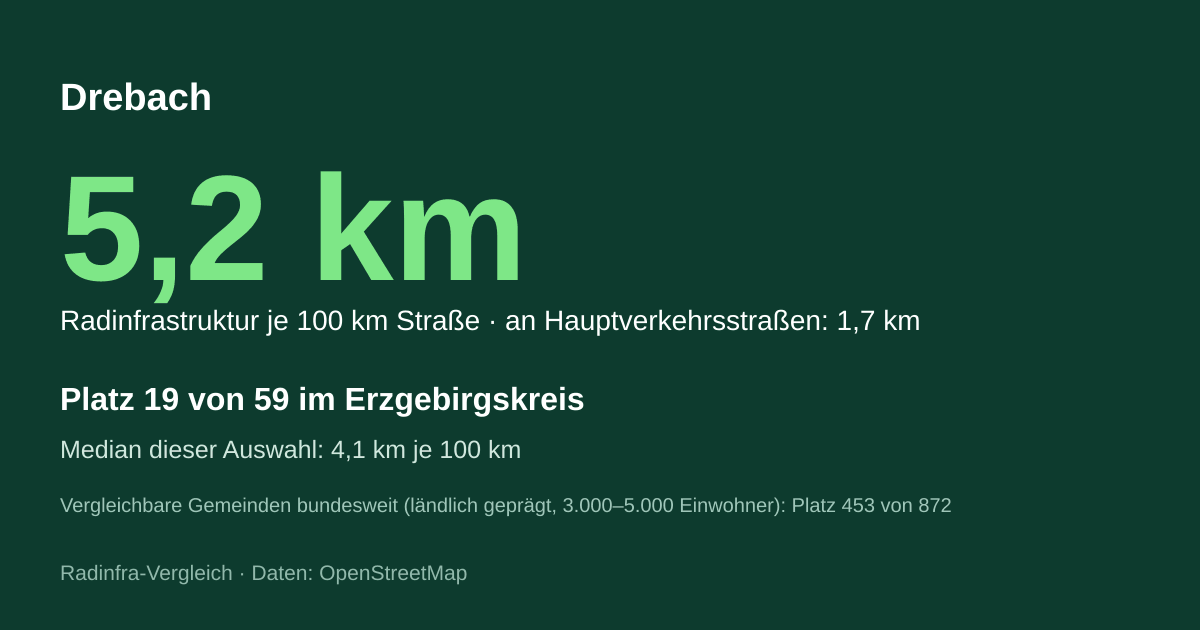 Drebach
5,2 km
Radinfrastruktur je 100 km Straße · an Hauptverkehrsstraßen: 1,7 km
Platz 19 von 59 im Erzgebirgskreis
Median dieser Auswahl: 4,1 km je 100 km
Vergleichbare Gemeinden bundesweit (ländlich geprägt, 3.000–5.000 Einwohner): Platz 453 von 872
Radinfra-Vergleich · Daten: OpenStreetMap